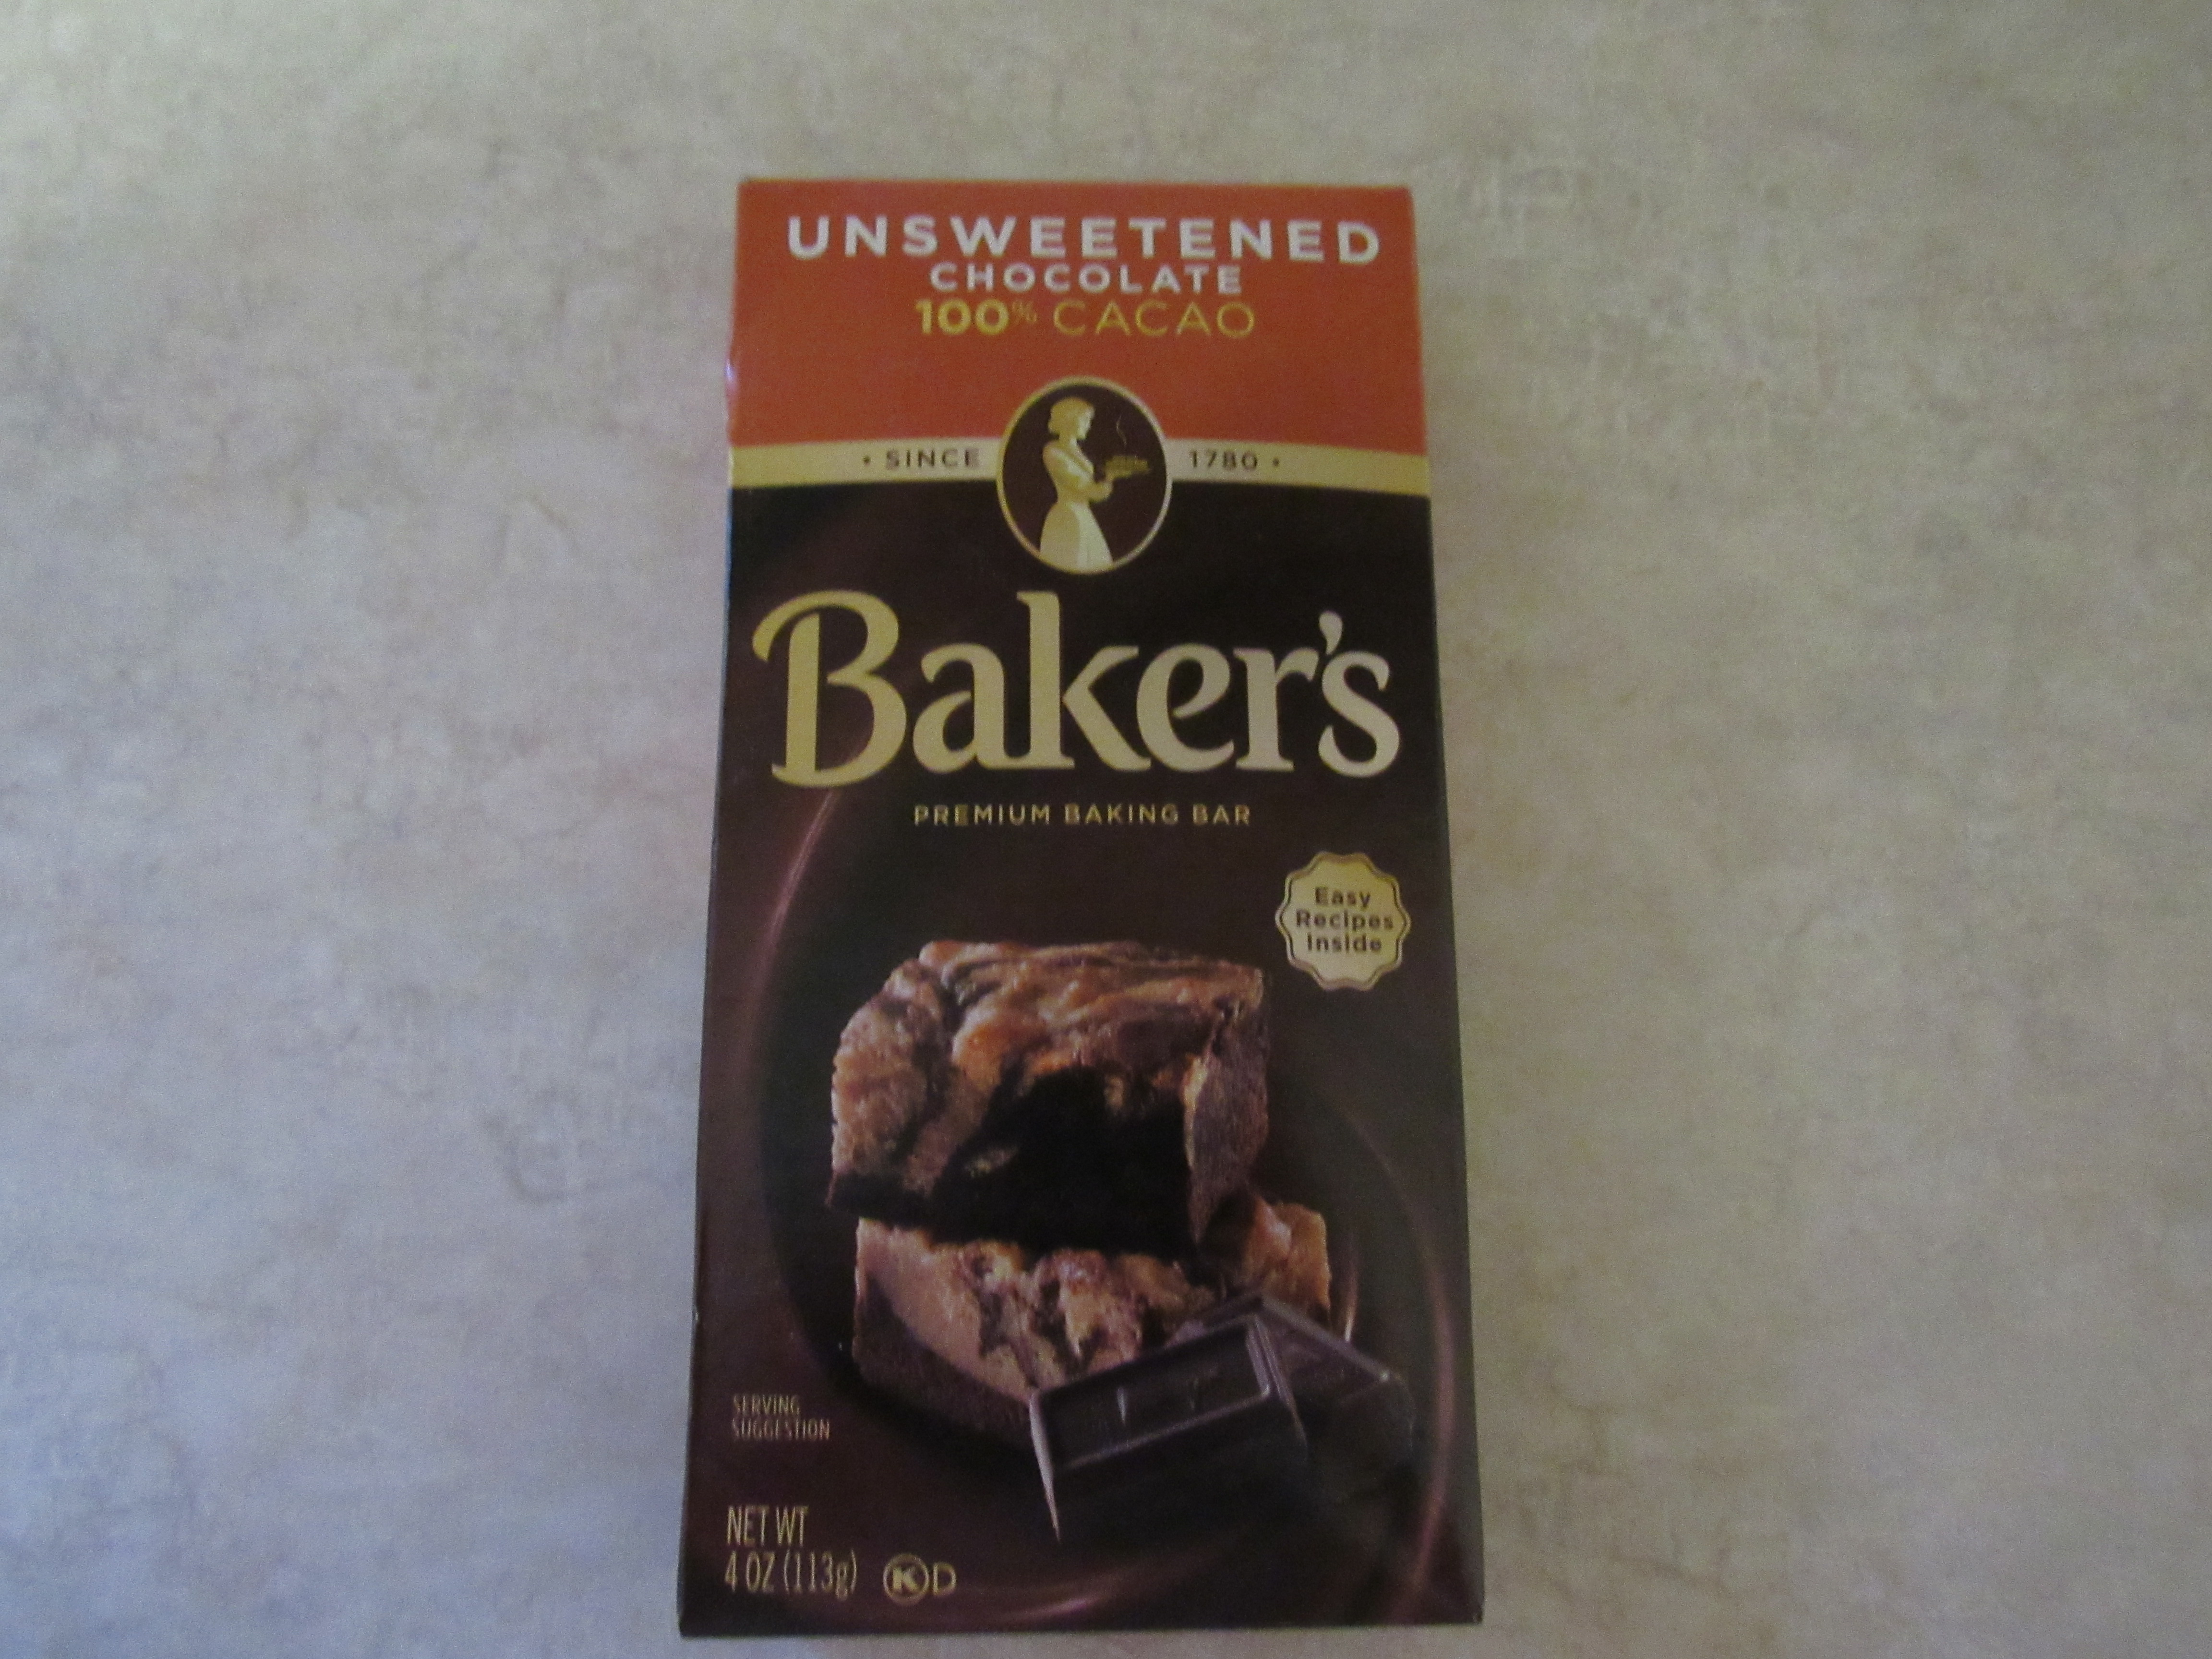 UNSWEETENED
CHOCOLATE
100% CACAO
• SINCE 1780 •
Baker's
PREMIUM BAKING BAR
Easy
Recipes
Inside
SERVING
SUGGESTION
NET WT
4 OZ (113g) K D